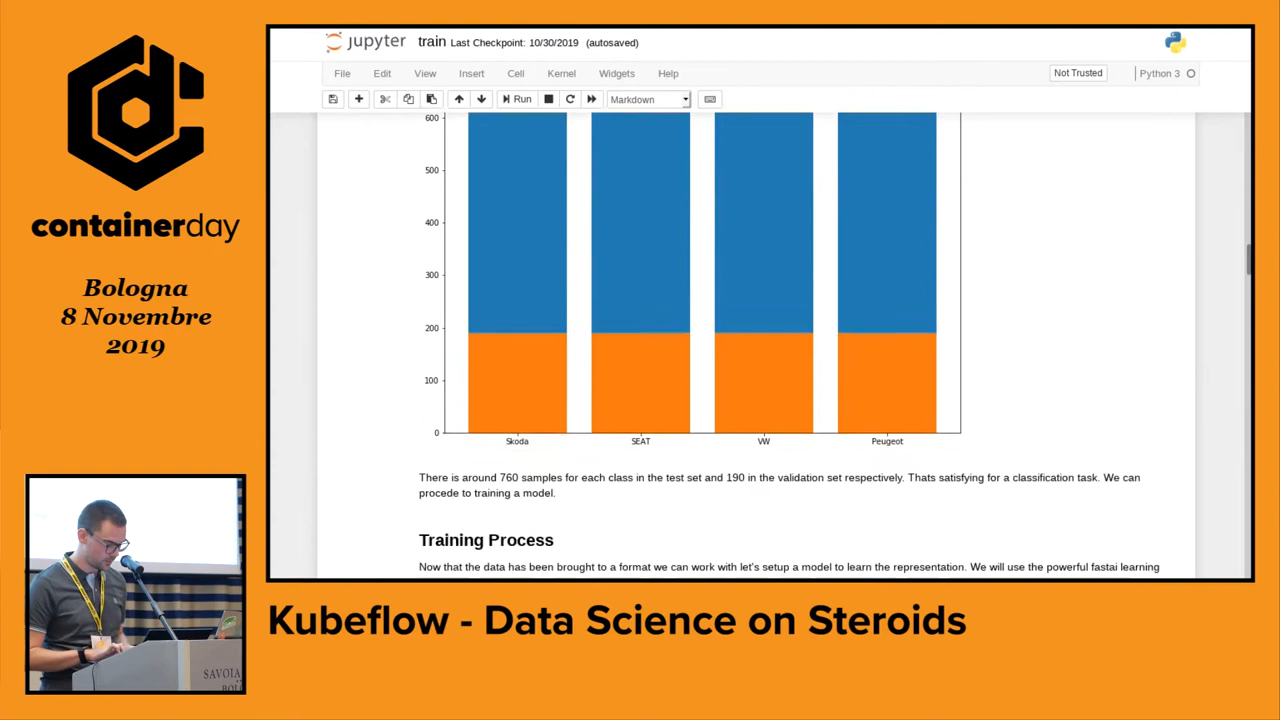 containerday
Bologna
8 Novembre
2019
jupyter train Last Checkpoint: 10/30/2019 (autosaved)
File Edit View Insert Cell Kernel Widgets Help
Not Trusted
Python 3
Run
Markdown
600
500
400
300
200
100
0
Skoda SEAT VW Peugeot
There is around 760 samples for each class in the test set and 190 in the validation set respectively. Thats satisfying for a classification task. We can
procede to training a model.
Training Process
Now that the data has been brought to a format we can work with let's setup a model to learn the representation. We will use the powerful fastai learning
SAVOIA
Kubeflow - Data Science on Steroids